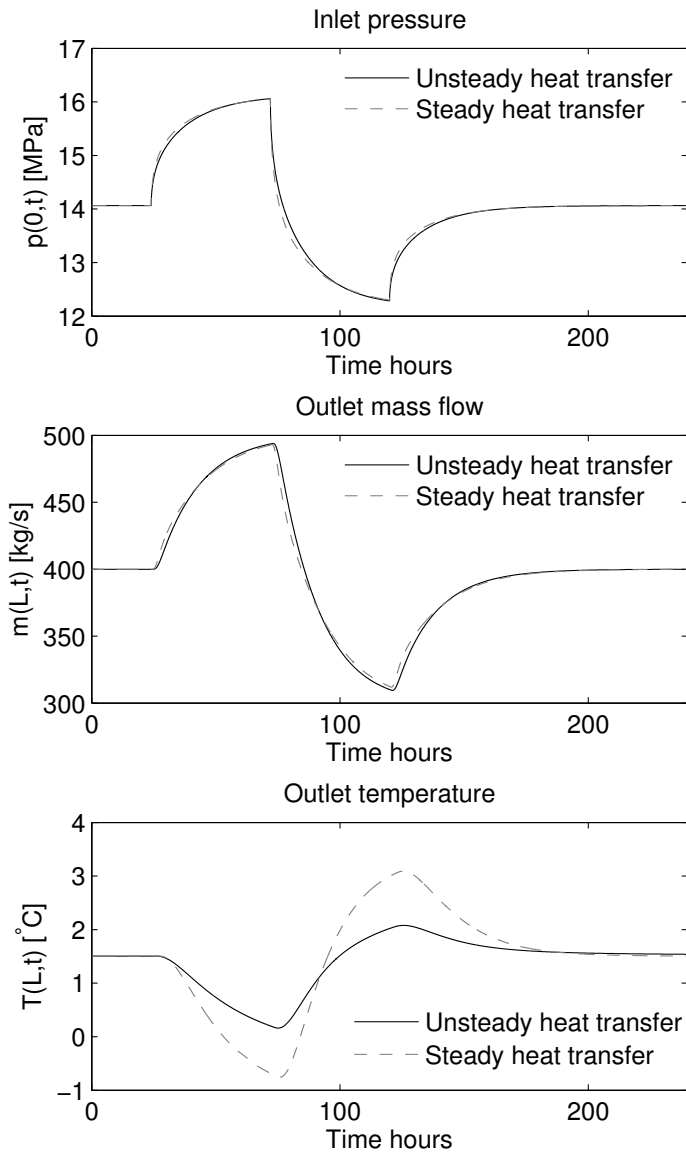 Inlet pressure
17
16
15
14
13
12
p(0,t) [MPa]
Unsteady heat transfer
Steady heat transfer
0 100 200
Time hours
Outlet mass flow
500
450
400
350
300
m(L,t) [kg/s]
Unsteady heat transfer
Steady heat transfer
0 100 200
Time hours
Outlet temperature
4
3
2
1
0
−1
T(L,t) [°C]
Unsteady heat transfer
Steady heat transfer
0 100 200
Time hours